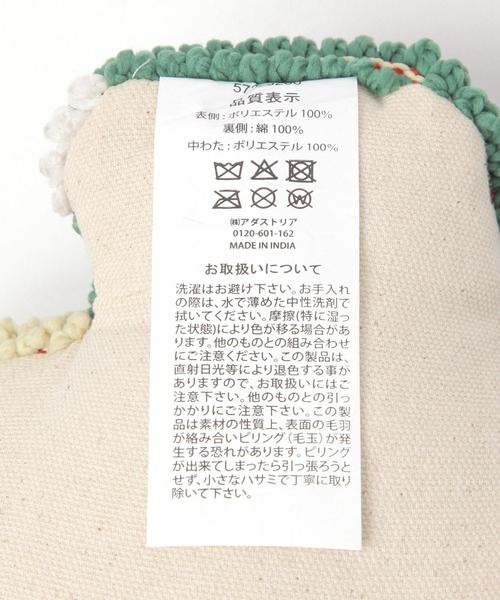 品質表示
表側：ポリエステル 100%
裏側：綿 100%
中わた：ポリエステル 100%
㈱アダストリア
0120-601-162
MADE IN INDIA
お取扱いについて
洗濯はお避け下さい。お手入れ
の際は、水で薄めた中性洗剤で
拭いてください。摩擦(特に湿っ
た状態)により色が移る場合があ
ります。他のものとの組み合わせ
にご注意ください。この製品は、
直射日光等により退色する事が
ありますので、お取扱いにはご
注意下さい。他のものとの引っ
かかりにご注意下さい。この製
品は素材の性質上、表面の毛羽
が絡み合いピリング(毛玉)が発
生する恐れがあります。ピリング
が出来てしまったら引っ張ろうと
せず、小さなハサミで丁寧に取り
除いて下さい。